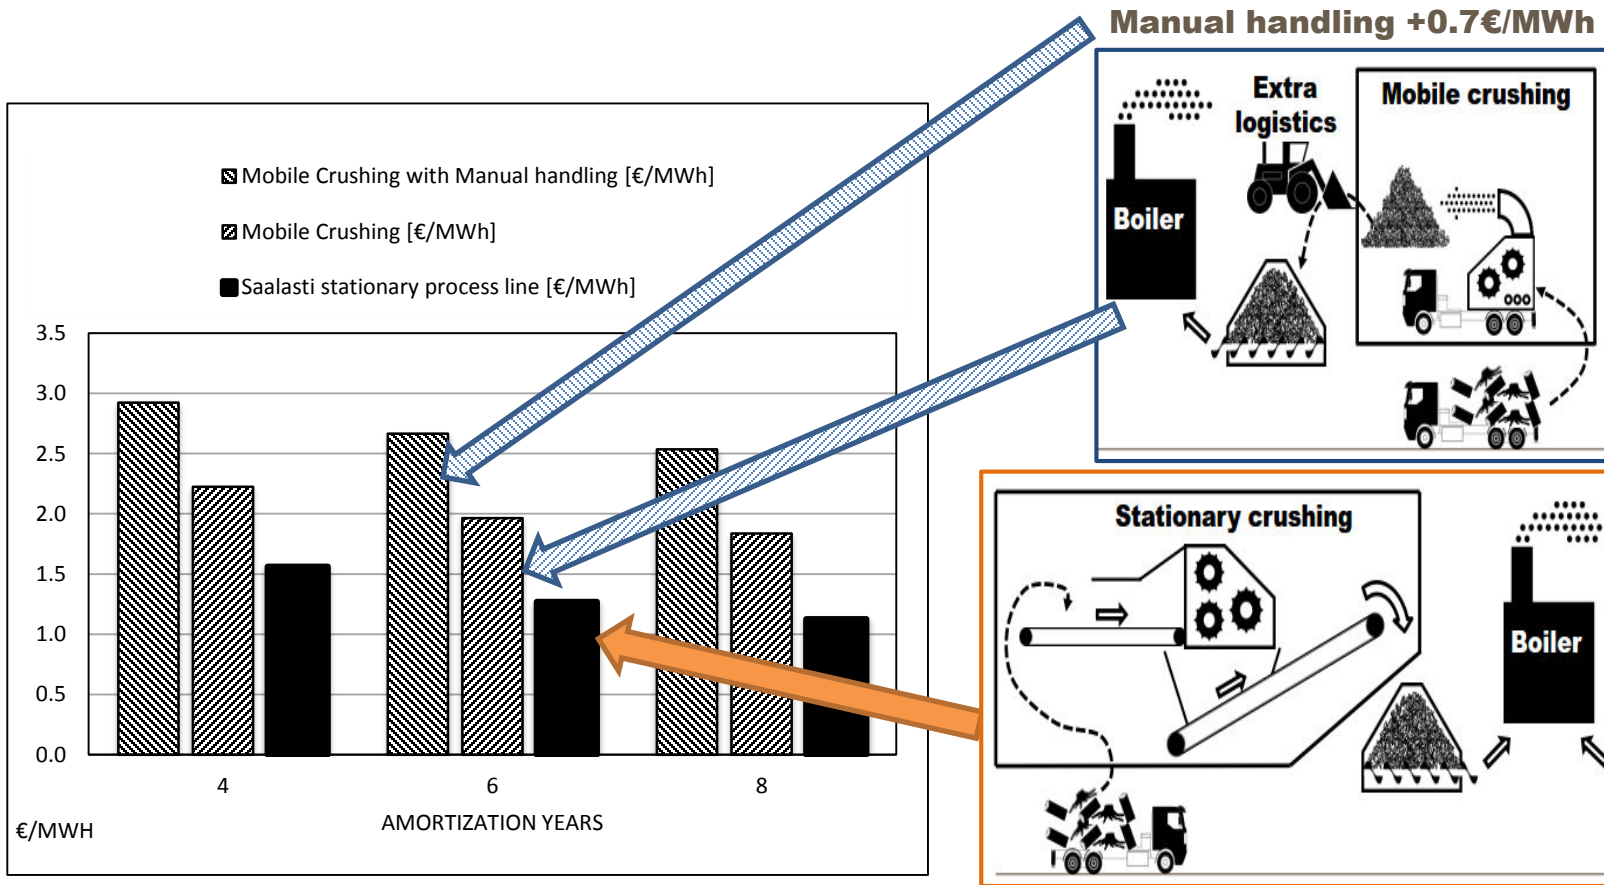 Manual handling +0.7€/MWh
Mobile Crushing with Manual handling [€/MWh]
Mobile Crushing [€/MWh]
Saalasti stationary process line [€/MWh]
3.5
3.0
2.5
2.0
1.5
1.0
0.5
0.0
4
6
8
AMORTIZATION YEARS
€/MWH
Extra
logistics
Mobile crushing
Boiler
Stationary crushing
Boiler